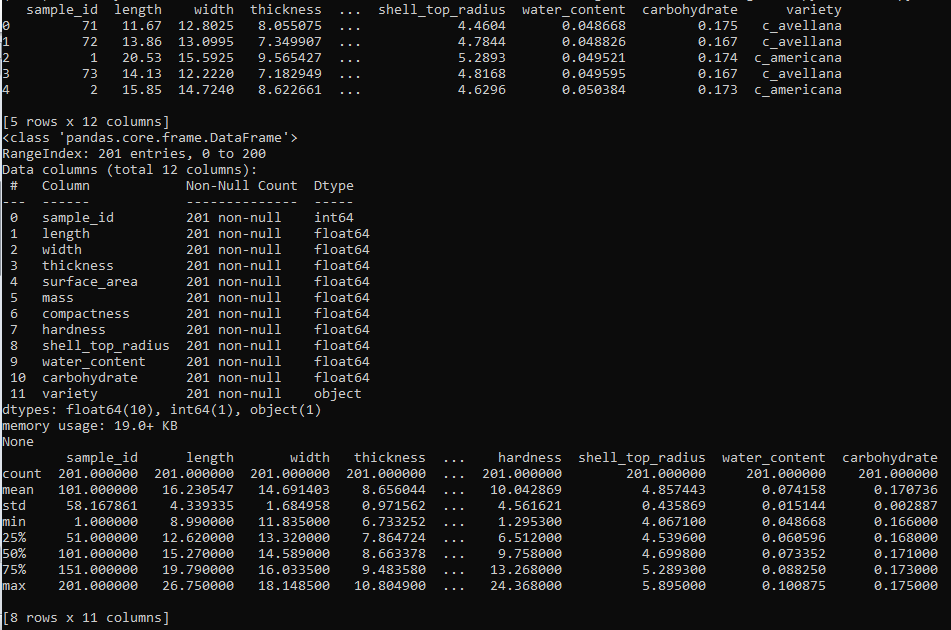 sample_id  length    width  thickness  ...  shell_top_radius  water_content  carbohydrate      variety
0         71   11.67  12.8025   8.055075  ...            4.4604       0.048668         0.175   c_avellana
1         72   13.86  13.0995   7.349907  ...            4.7844       0.048826         0.167   c_avellana
2          1   20.53  15.5925   9.565427  ...            5.2893       0.049521         0.174  c_americana
3         73   14.13  12.2220   7.182949  ...            4.8168       0.049595         0.167   c_avellana
4          2   15.85  14.7240   8.622661  ...            4.6296       0.050384         0.173  c_americana
[5 rows x 12 columns]
<class 'pandas.core.frame.DataFrame'>
RangeIndex: 201 entries, 0 to 200
Data columns (total 12 columns):
 #   Column            Non-Null Count  Dtype
---  ------            --------------  -----
 0   sample_id         201 non-null    int64
 1   length            201 non-null    float64
 2   width             201 non-null    float64
 3   thickness         201 non-null    float64
 4   surface_area      201 non-null    float64
 5   mass              201 non-null    float64
 6   compactness       201 non-null    float64
 7   hardness          201 non-null    float64
 8   shell_top_radius  201 non-null    float64
 9   water_content     201 non-null    float64
 10  carbohydrate      201 non-null    float64
 11  variety           201 non-null    object
dtypes: float64(10), int64(1), object(1)
memory usage: 19.0+ KB
None
        sample_id      length       width   thickness  ...    hardness  shell_top_radius  water_content  carbohydrate
count  201.000000  201.000000  201.000000  201.000000  ...  201.000000        201.000000     201.000000    201.000000
mean   101.000000   16.230547   14.691403    8.656044  ...   10.042869          4.857443       0.074158      0.170736
std     58.167861    4.339335    1.684958    0.971562  ...    4.561621          0.435869       0.015144      0.002887
min      1.000000    8.990000   11.835000    6.733252  ...    1.295300          4.067100       0.048668      0.166000
25%     51.000000   12.620000   13.320000    7.864724  ...    6.512000          4.539600       0.060596      0.168000
50%    101.000000   15.270000   14.589000    8.663378  ...    9.758000          4.699800       0.073352      0.171000
75%    151.000000   19.790000   16.033500    9.483580  ...   13.268000          5.289300       0.088250      0.173000
max    201.000000   26.750000   18.148500   10.804900  ...   24.368000          5.895000       0.100875      0.175000
[8 rows x 11 columns]